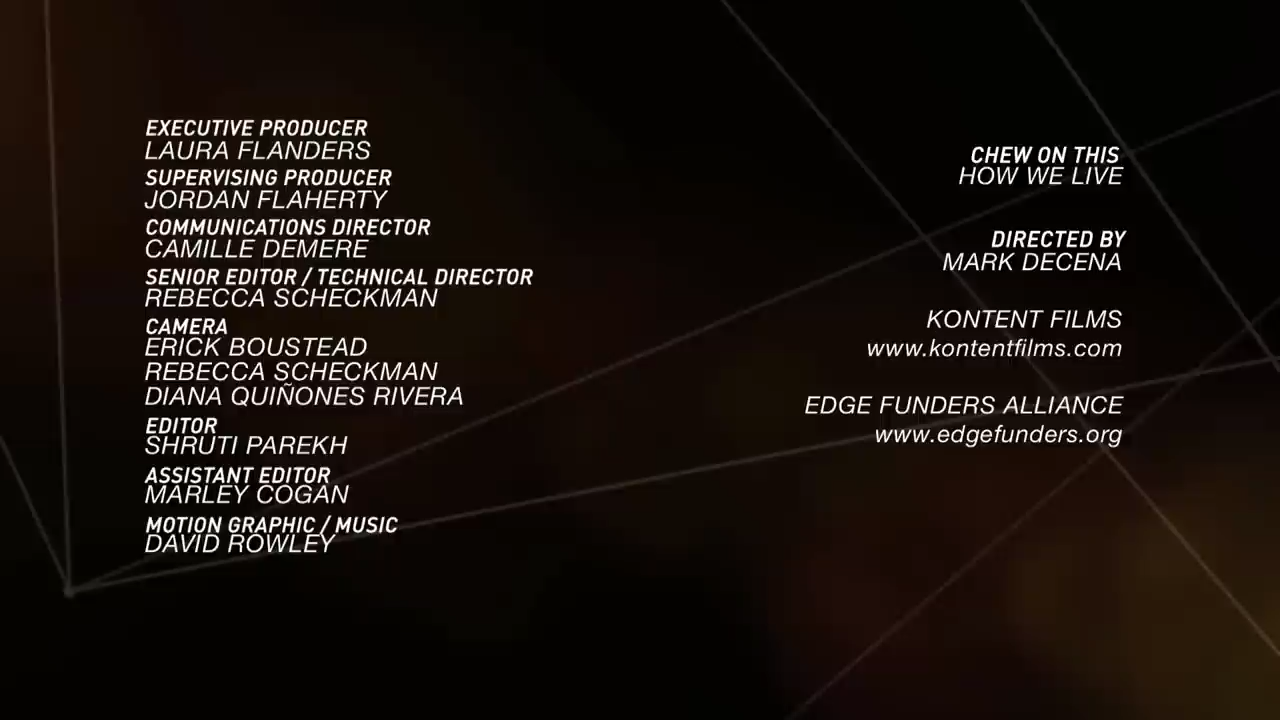 EXECUTIVE PRODUCER
LAURA FLANDERS
SUPERVISING PRODUCER
JORDAN FLAHERTY
COMMUNICATIONS DIRECTOR
CAMILLE DEMERE
SENIOR EDITOR / TECHNICAL DIRECTOR
REBECCA SCHECKMAN
CAMERA
ERICK BOUSTEAD
REBECCA SCHECKMAN
DIANA QUIÑONES RIVERA
EDITOR
SHRUTI PAREKH
ASSISTANT EDITOR
MARLEY COGAN
MOTION GRAPHIC / MUSIC
DAVID ROWLEY
CHEW ON THIS
HOW WE LIVE
DIRECTED BY
MARK DECENA
KONTENT FILMS
www.kontentfilms.com
EDGE FUNDERS ALLIANCE
www.edgefunders.org